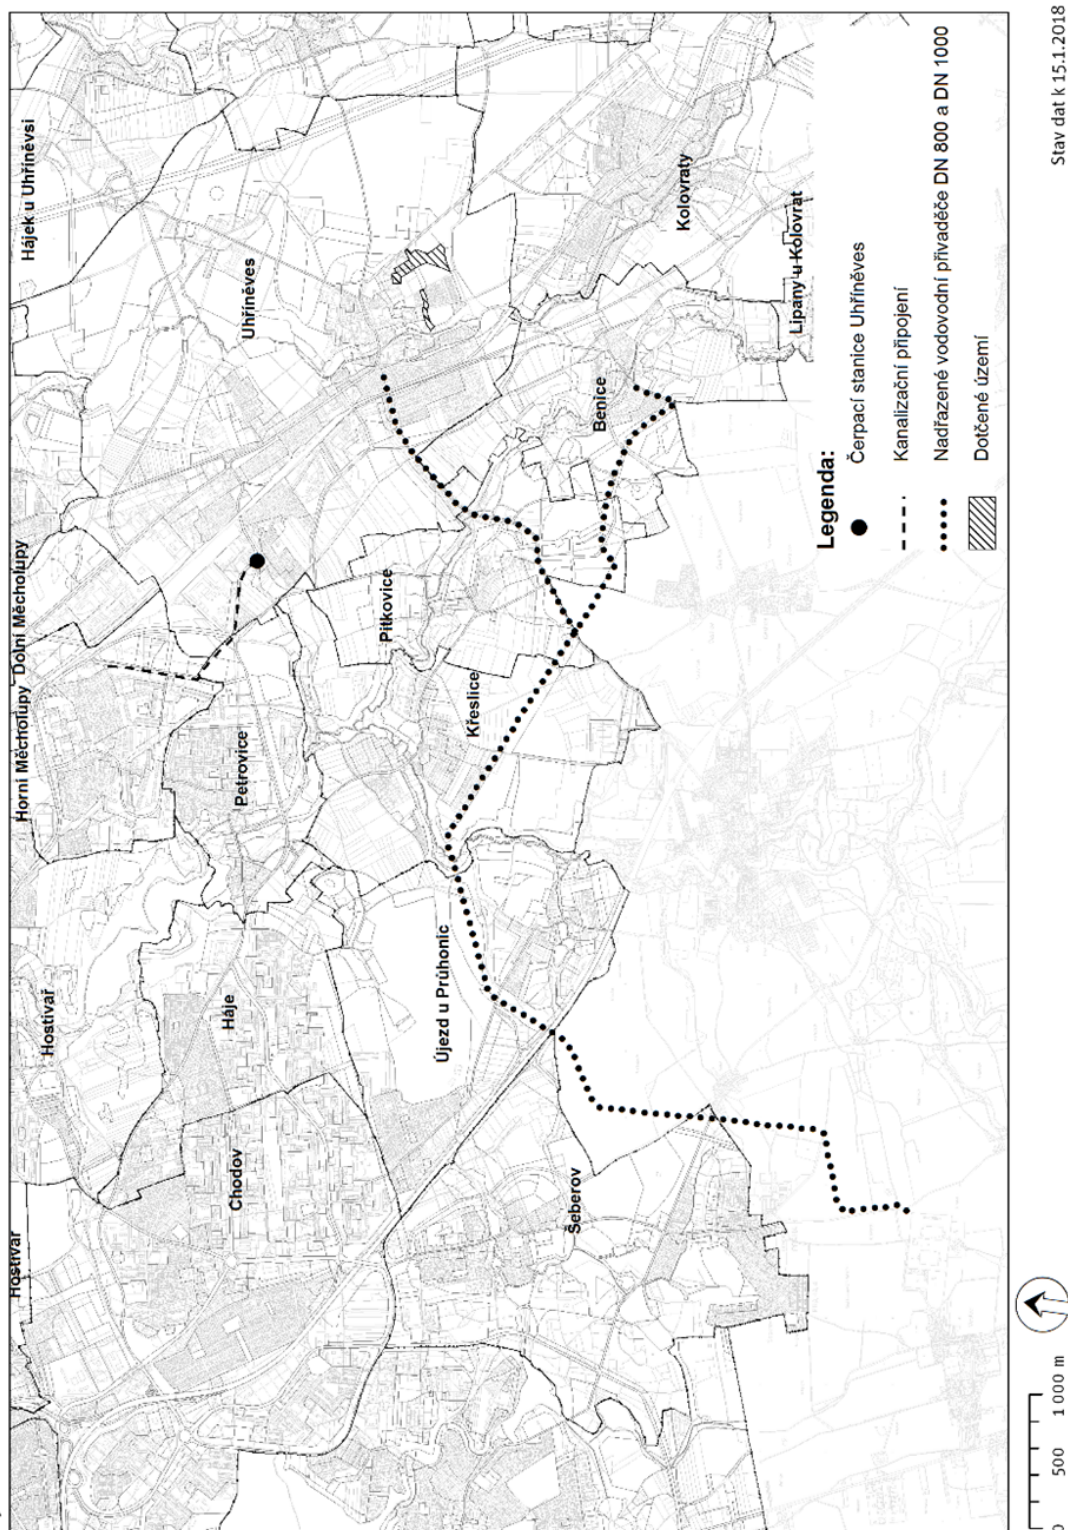 Hájek u Uhříněvsi
Dolní Měcholupy
Horní Měcholupy
Hostivař
Hostivař
Uhříněves
Petrovice
Háje
Chodov
Pitkovice
Křeslice
Újezd u Průhonic
Šeberov
Kolovraty
Benice
Lipany u Kolovrat
Legenda:
Čerpací stanice Uhříněves
Kanalizační připojení
Nadřazené vodovodní přivaděče DN 800 a DN 1000
Dotčené území
0 500 1 000 m
Stav dat k 15.1.2018